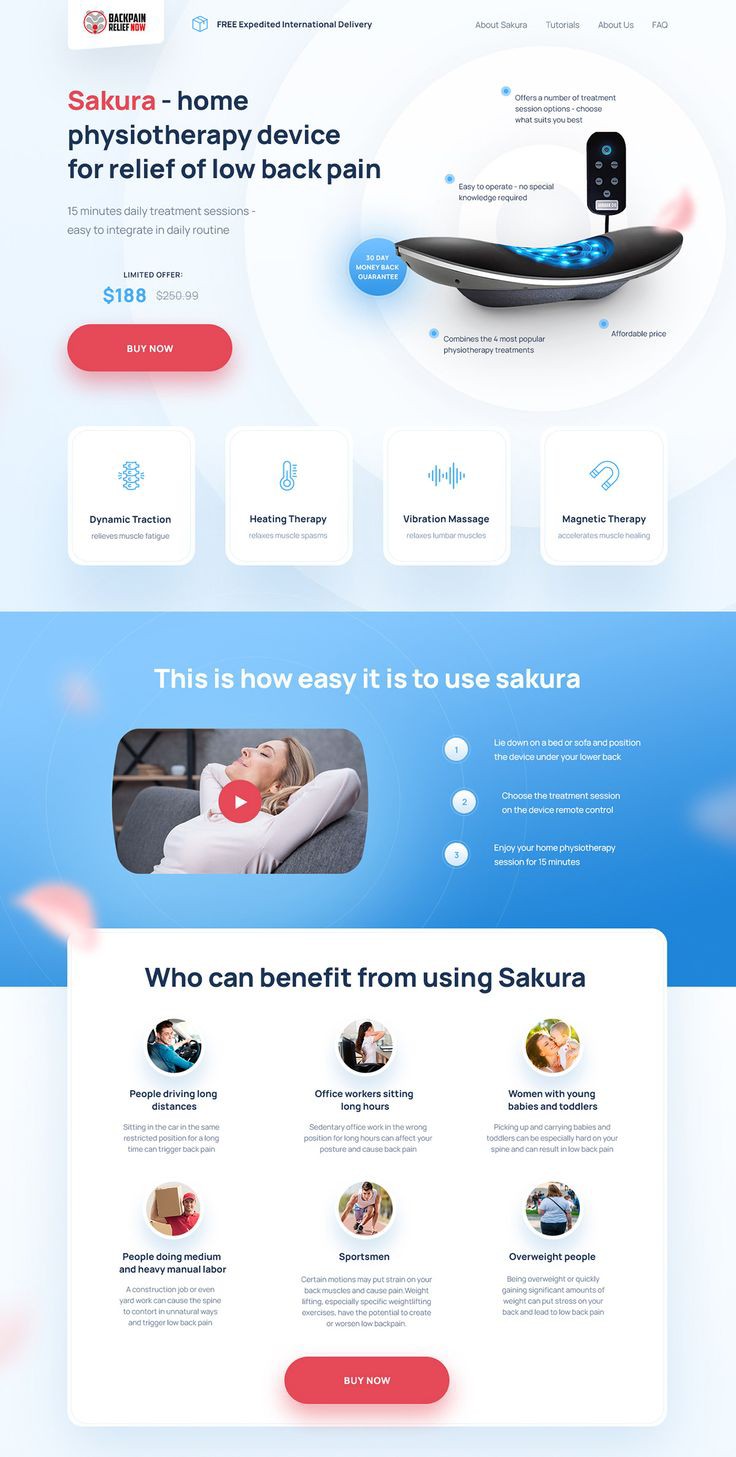 BACKPAIN
RELIEF NOW
FREE Expedited International Delivery
About Sakura
Tutorials
About Us
FAQ
Sakura - home
physiotherapy device
for relief of low back pain
15 minutes daily treatment sessions -
easy to integrate in daily routine
LIMITED OFFER:
$188 $250.99
BUY NOW
Offers a number of treatment
session options - choose
what suits you best
Easy to operate - no special
knowledge required
30 DAY
MONEY BACK
GUARANTEE
Combines the 4 most popular
physiotherapy treatments
Affordable price
Dynamic Traction
relieves muscle fatigue
Heating Therapy
relaxes muscle spasms
Vibration Massage
relaxes lumbar muscles
Magnetic Therapy
accelerates muscle healing
This is how easy it is to use sakura
1
Lie down on a bed or sofa and position
the device under your lower back
2
Choose the treatment session
on the device remote control
3
Enjoy your home physiotherapy
session for 15 minutes
Who can benefit from using Sakura
People driving long
distances
Sitting in the car in the same
restricted position for a long
time can trigger back pain
Office workers sitting
long hours
Sedentary office work in the wrong
position for long hours can affect your
posture and cause back pain
Women with young
babies and toddlers
Picking up and carrying babies and
toddlers can be especially hard on your
spine and can result in low back pain
People doing medium
and heavy manual labor
A construction job or even
yard work can cause the spine
to contort in unnatural ways
and trigger low back pain
Sportsmen
Certain motions may put strain on your
back muscles and cause pain.Weight
lifting, especially specific weightlifting
exercises, have the potential to create
or worsen low backpain.
Overweight people
Being overweight or quickly
gaining significant amounts of
weight can put stress on your
back and lead to low back pain
BUY NOW